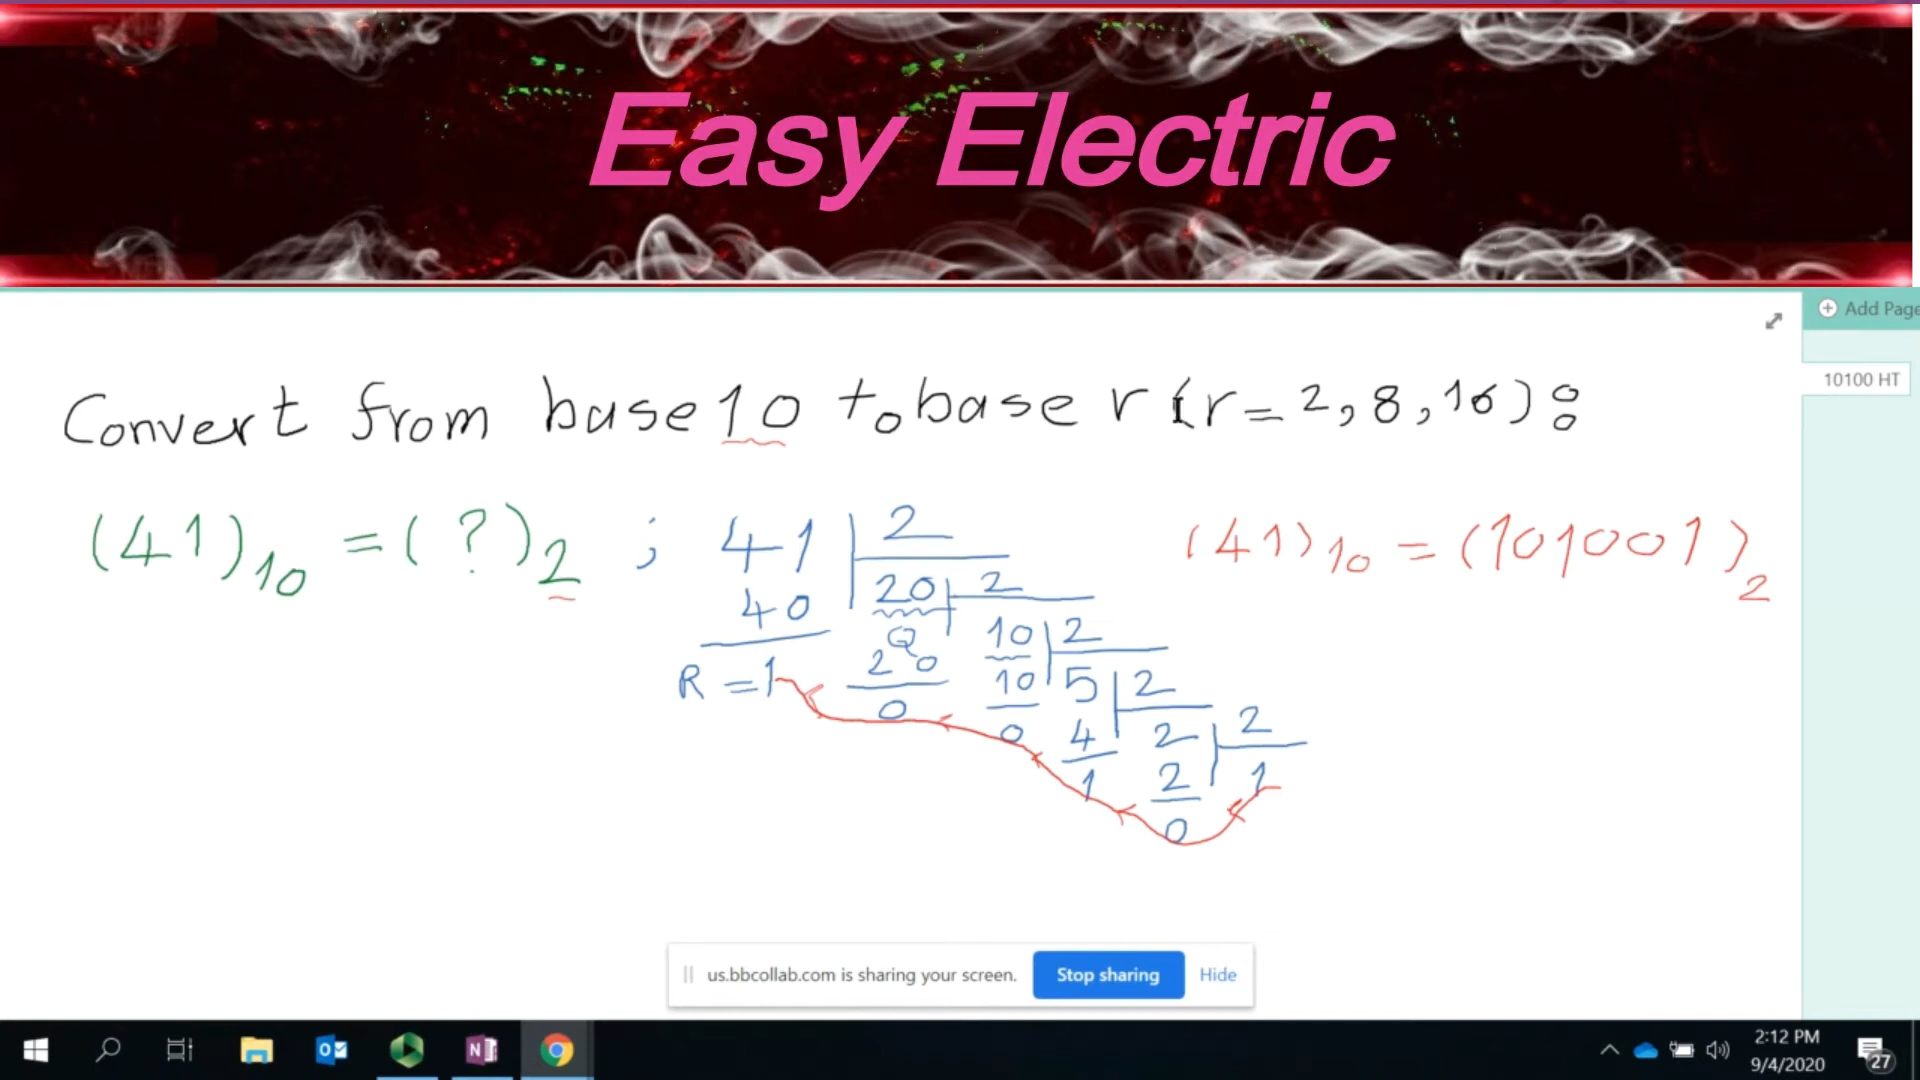 Easy Electric
Add Page
10100 HT
Convert from base 10 to base r (r = 2, 8, 16) :
(41)10 = ( ? )2 ; 41 | 2
(41)10 = (101001)2
40 20 | 2
Q 10 | 2
R = 1 20 10 5 | 2
0 0 4 2 | 2
1 2 1
0
us.bbcollab.com is sharing your screen. Stop sharing Hide
2:12 PM
9/4/2020
27